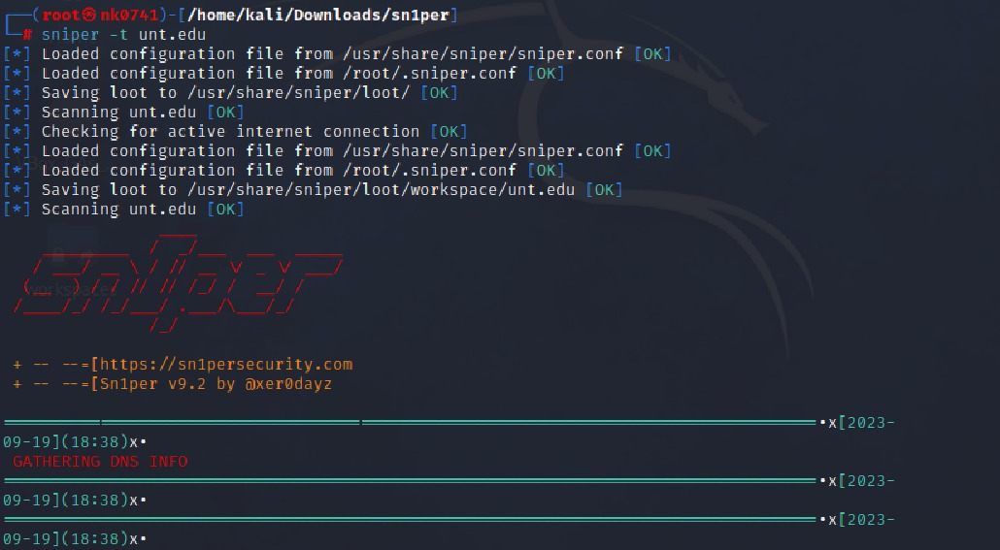 ┌──(root㉿nk0741)-[/home/kali/Downloads/sn1per]
└─# sniper -t unt.edu
[*] Loaded configuration file from /usr/share/sniper/sniper.conf [OK]
[*] Loaded configuration file from /root/.sniper.conf [OK]
[*] Saving loot to /usr/share/sniper/loot/ [OK]
[*] Scanning unt.edu [OK]
[*] Checking for active internet connection [OK]
[*] Loaded configuration file from /usr/share/sniper/sniper.conf [OK]
[*] Loaded configuration file from /root/.sniper.conf [OK]
[*] Saving loot to /usr/share/sniper/loot/workspace/unt.edu [OK]
[*] Scanning unt.edu [OK]
sniper
+ -- --=[https://sn1persecurity.com
+ -- --=[Sn1per v9.2 by @xer0dayz
════════════════════════════════════•x[2023-
09-19](18:38)x•
GATHERING DNS INFO
════════════════════════════════════•x[2023-
09-19](18:38)x•
════════════════════════════════════•x[2023-
09-19](18:38)x•